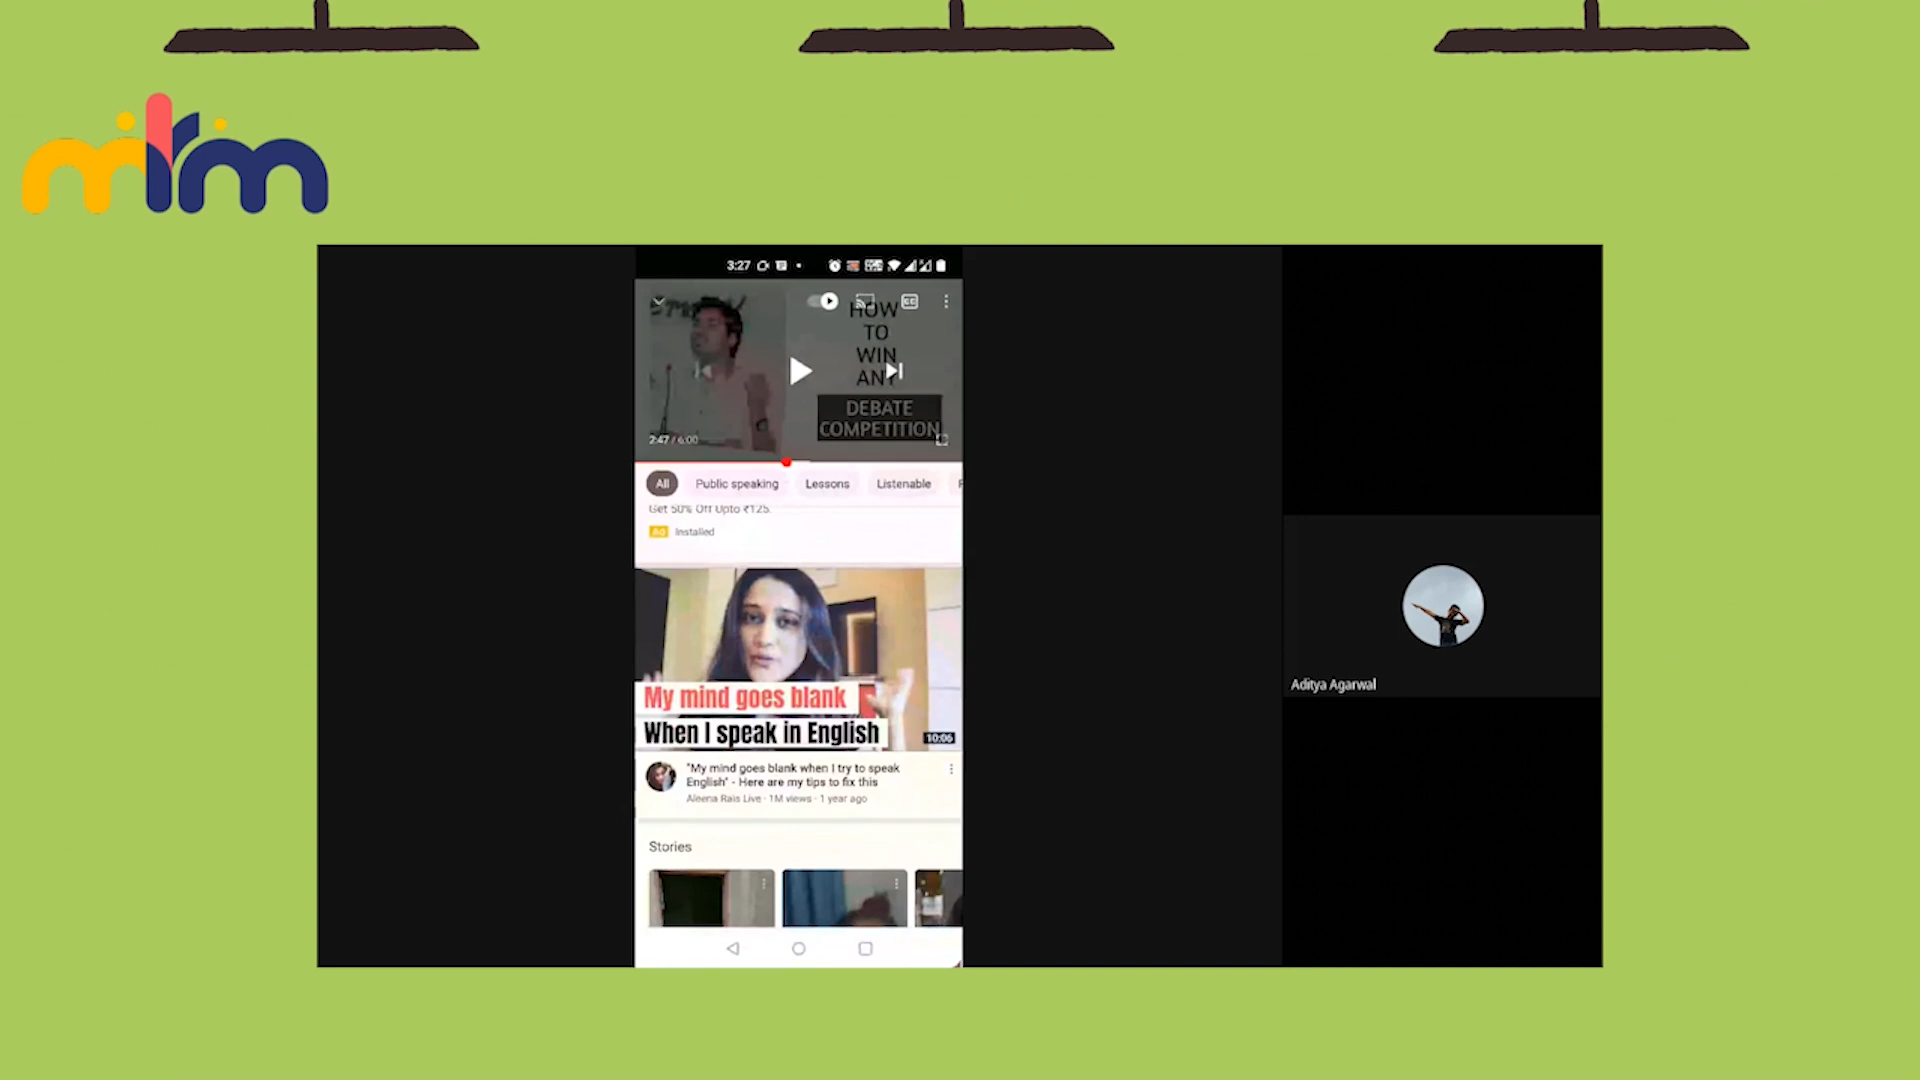 3:27
HOW
TO
WIN
ANY
DEBATE
COMPETITION
2:47 / 6:00
All Public speaking Lessons Listenable
Get 50% Off Upto ₹125.
Ad Installed
My mind goes blank
When I speak in English
10:06
"My mind goes blank when I try to speak
English" - Here are my tips to fix this
Aleena Rais Live · 1M views · 1 year ago
Stories
Aditya Agarwal